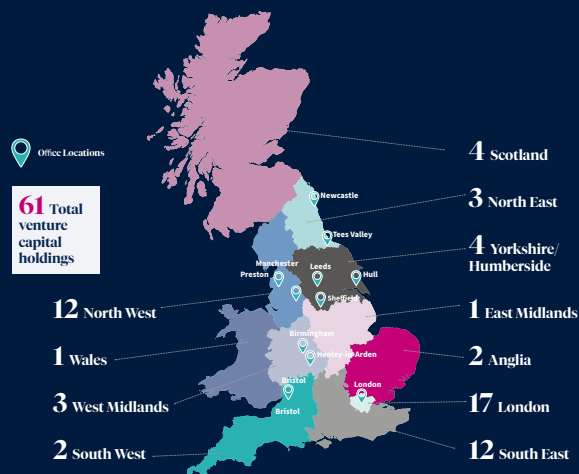 4 Scotland
Office Locations
3 North East
Newcastle
61 Total
venture
capital
holdings
Tees Valley
4 Yorkshire/
Humberside
Manchester
Leeds
Preston
Hull
Sheffield
12 North West
1 East Midlands
Birmingham
1 Wales
Henley-in-Arden
2 Anglia
Bristol
London
3 West Midlands
17 London
Bristol
2 South West
12 South East